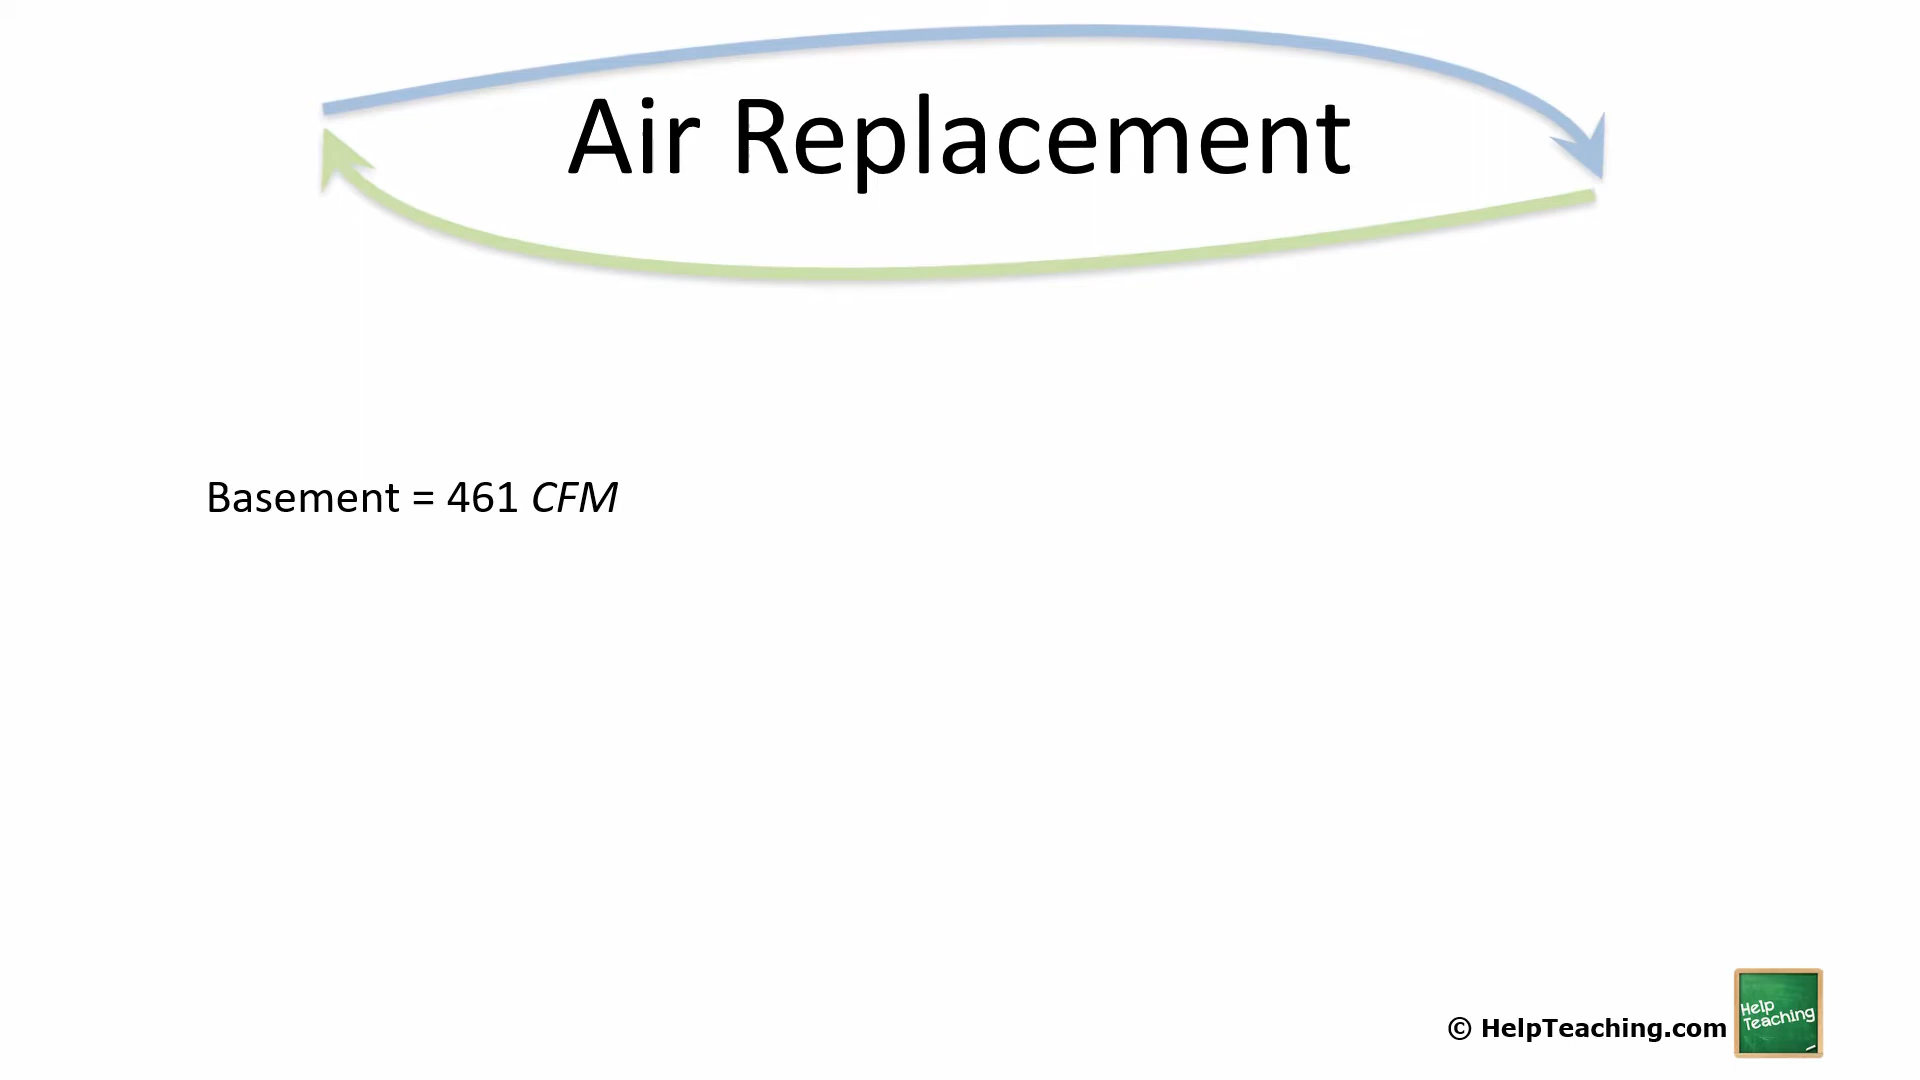 Air Replacement
Basement = 461 CFM
© HelpTeaching.com
Help
Teaching